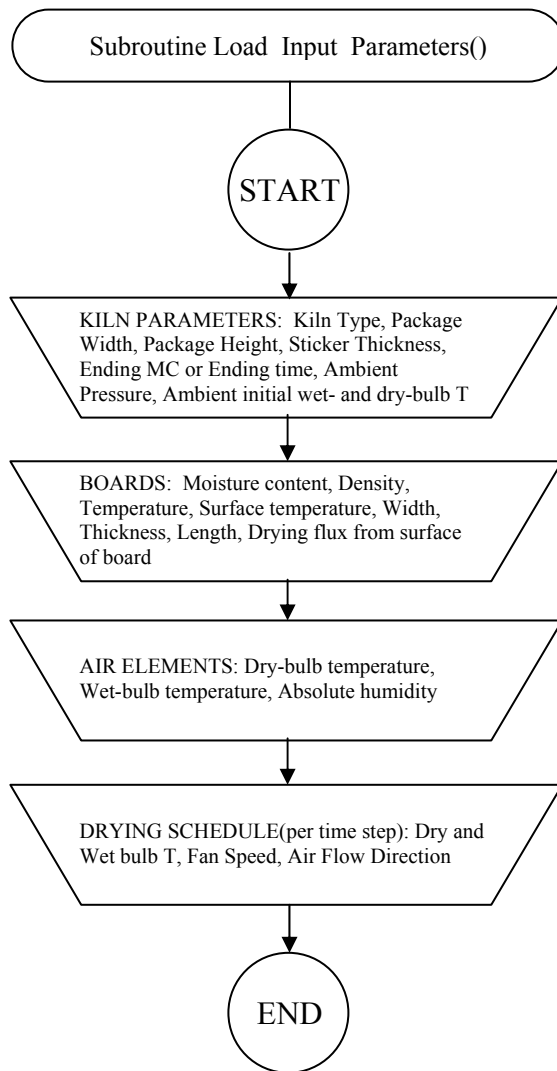 Subroutine Load  Input  Parameters()
START
KILN PARAMETERS:  Kiln Type, Package
Width, Package Height, Sticker Thickness,
Ending MC or Ending time, Ambient
Pressure, Ambient initial wet- and dry-bulb T
BOARDS:  Moisture content, Density,
Temperature, Surface temperature, Width,
Thickness, Length, Drying flux from surface
of board
AIR ELEMENTS: Dry-bulb temperature,
Wet-bulb temperature, Absolute humidity
DRYING SCHEDULE(per time step): Dry and
Wet bulb T, Fan Speed, Air Flow Direction
END